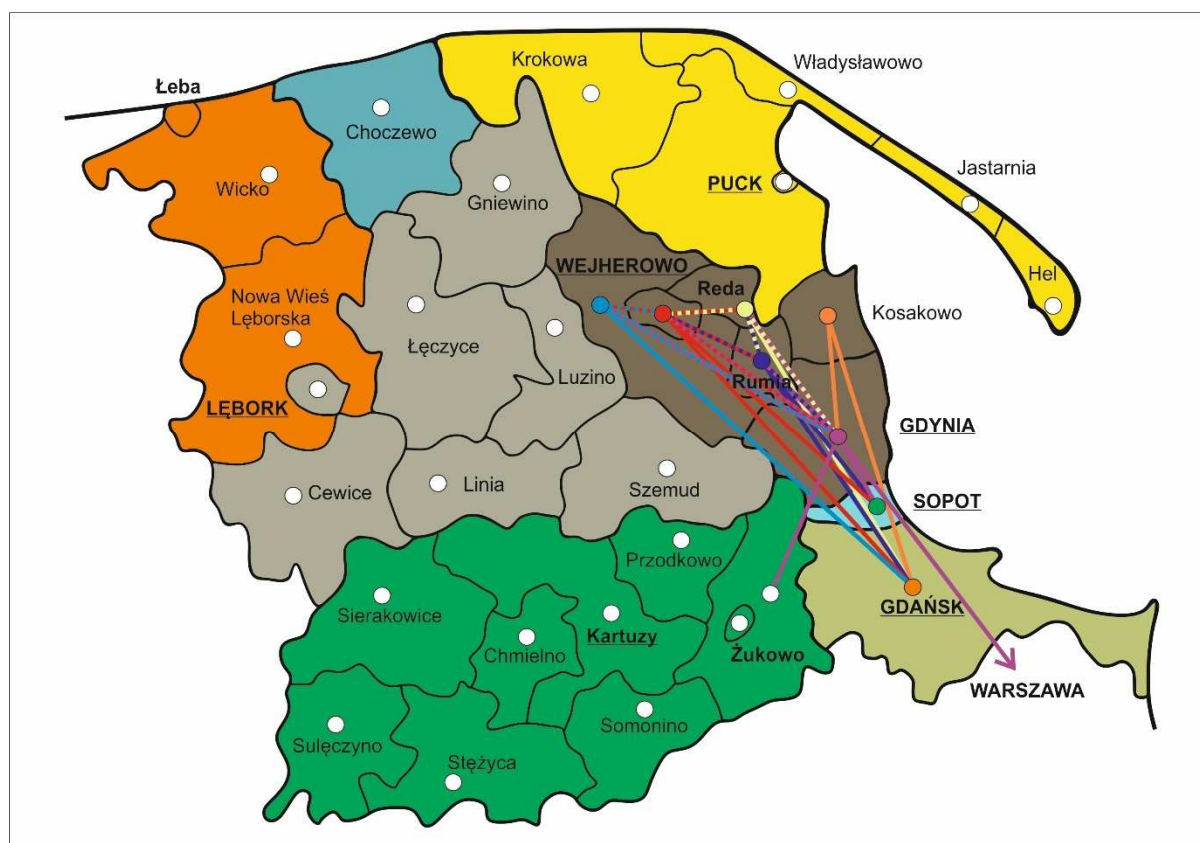 Krokowa
Władysławowo
Łeba
Choczewo
Jastarnia
Wicko
PUCK
Gniewino
WEJHEROWO
Reda
Hel
Nowa Wieś
Lęborska
Kosakowo
Łęczyce
Luzino
Rumia
LĘBORK
GDYNIA
Cewice
Linia
Szemud
SOPOT
Przodkowo
GDAŃSK
Sierakowice
Kartuzy
Chmielno
Żukowo
WARSZAWA
Somonino
Sulęczyno
Stężyca